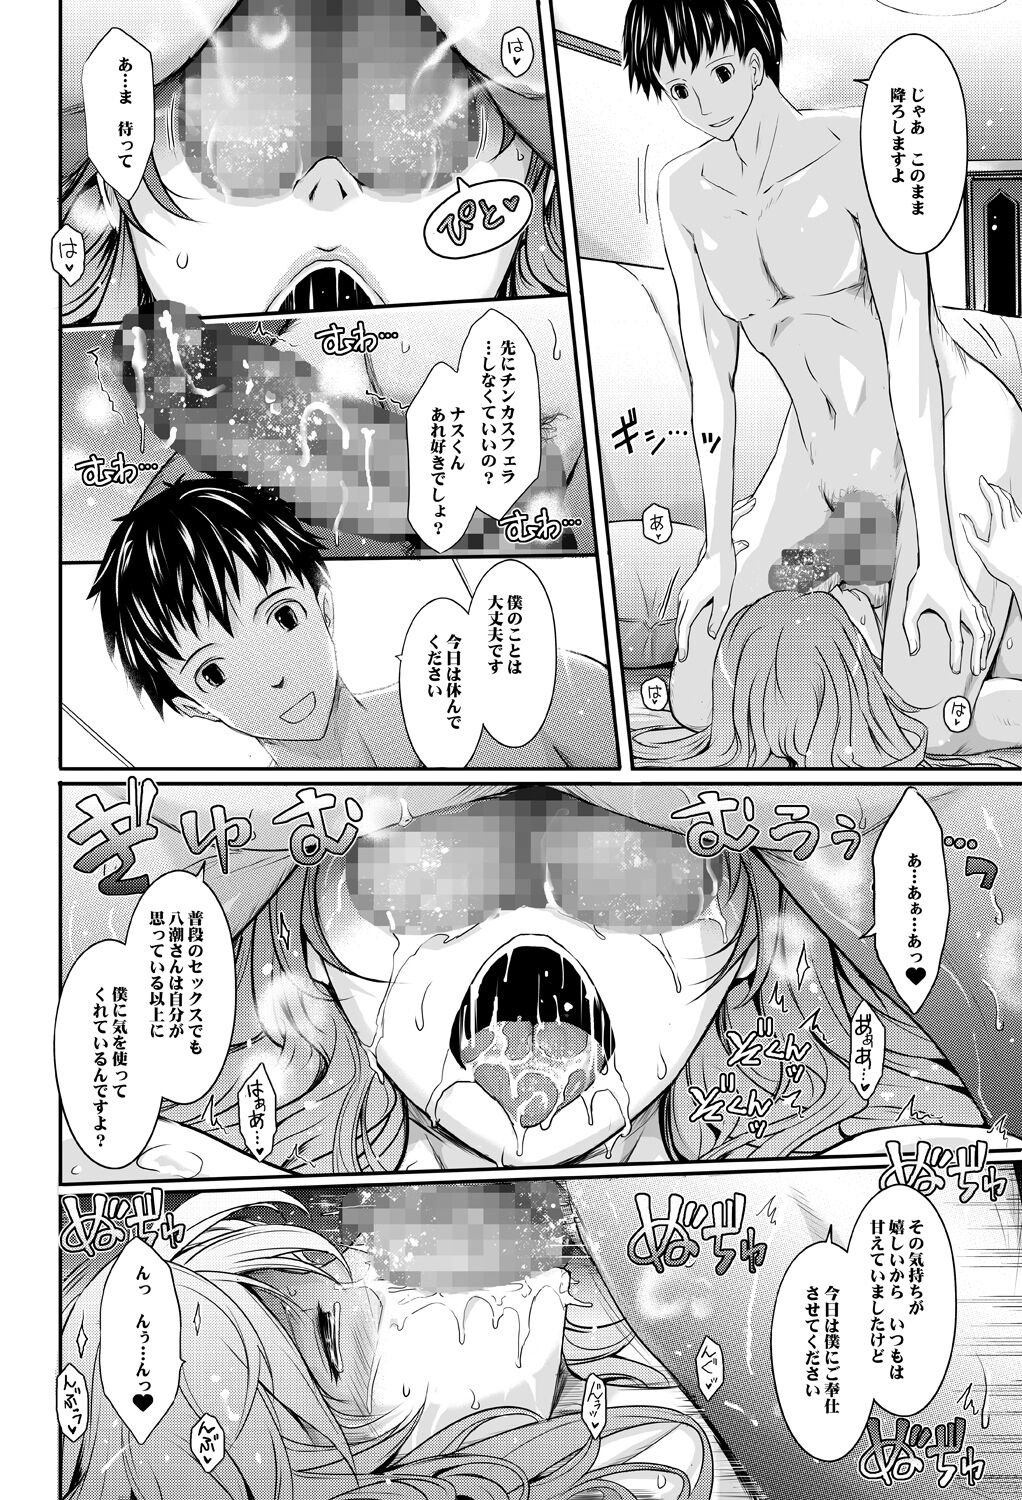 じゃあ　このまま
降ろしますよ
ギシ…
あ♥
は♥
は♥
は♥
あ…ま　待って
ぴと♥
は♥
むわ…
先にチンカスフェラ
…しなくていいの？
ナスくん
あれ好きでしょ？
むわ…
むわ…
僕のことは
大丈夫です
今日は休んで
ください
あ…あぁ…あっ♥
むうぅ…
ぎゅむッ
ぞくんっ
ぞくんっ
あぁあ…♥
はぁあ…♥
普段のセックスでも
八潮さんは自分が
思っている以上に
僕に気を使って
くれているんですよ？
ぬぢゅ
その気持ちが
嬉しいから　いつもは
甘えていましたけど
今日は僕にご奉仕
させてください
ぬぢゅ
ぬぢゅ
ぬぢゅ
んっ　んぅ…んっ♥
んぐッ♥
んぅッ♥
んぶ♥
んぶッ♥